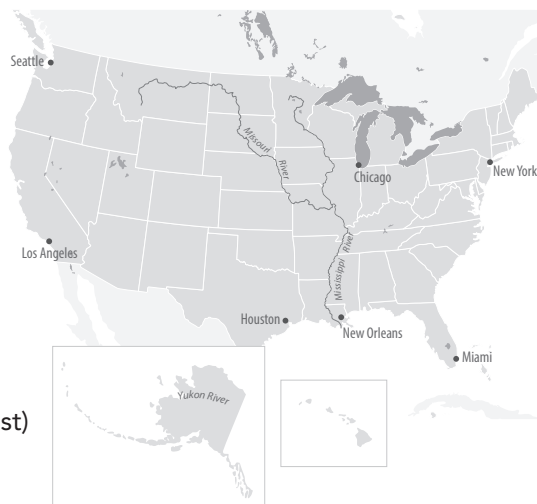 Seattle
Missouri
River
Chicago
New York
Los Angeles
Mississippi River
Houston
New Orleans
Miami
Yukon River
st)